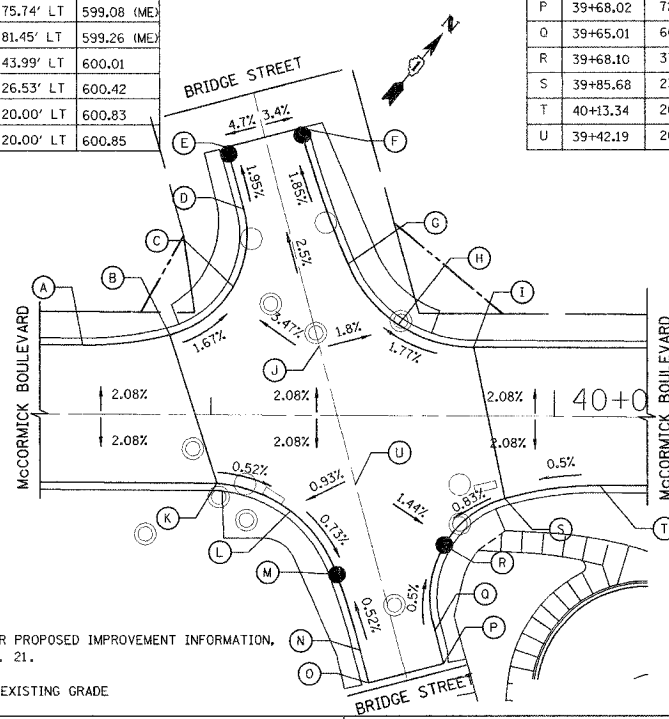 75.74' LT 599.08 (ME)
81.45' LT 599.26 (ME)
43.99' LT 600.01
26.53' LT 600.42
20.00' LT 600.83
20.00' LT 600.85
P 39+68.02
Q 39+65.01
R 39+68.10
S 39+85.68
T 40+13.34
U 39+42.19
N
BRIDGE STREET
4.7% 3.4%
E
F
1.95%
1.85%
D
G
C
2.5%
H
B
I
A
3.47%
1.8%
1.67%
1.77%
J
McCORMICK BOULEVARD
McCORMICK BOULEVARD
2.08% 2.08% 2.08%
40+0
2.08% 2.08% 2.08%
U
0.52%
0.93%
0.5%
K
1.44%
0.83%
L
0.73%
S
T
M
R
0.52%
0.5%
Q
N
P
O
BRIDGE STREET
R PROPOSED IMPROVEMENT INFORMATION,
. 21.
EXISTING GRADE